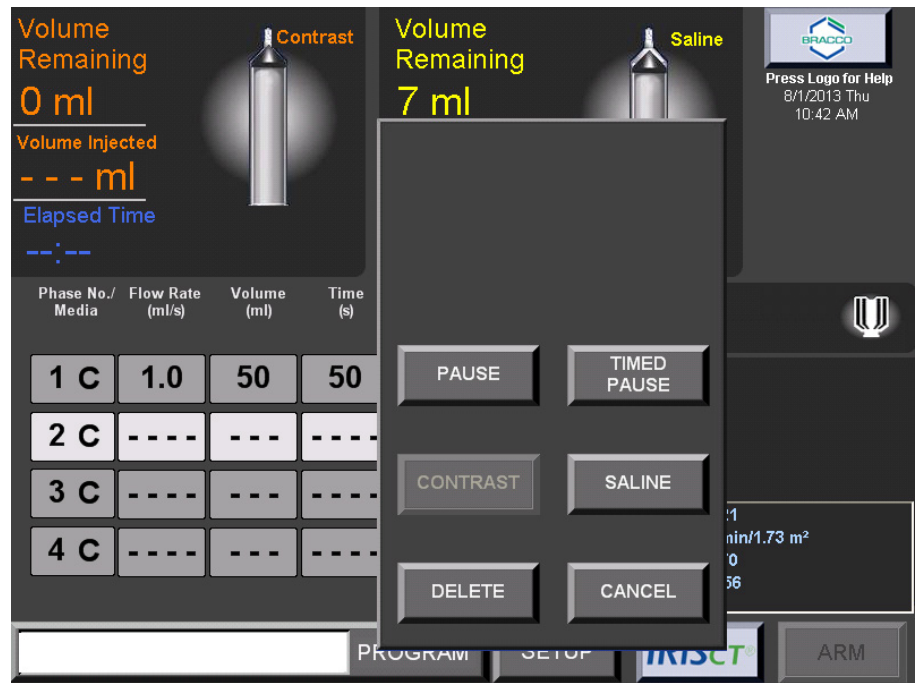 Volume
Remaining
0 ml
Contrast
Volume Injected
- - - ml
Elapsed Time
--:--
Volume
Remaining
7 ml
Saline
BRACCO
Press Logo for Help
8/1/2013 Thu
10:42 AM
Phase No./ Flow Rate Volume Time
Media (ml/s) (ml) (s)
1 C 1.0 50 50
2 C - - - - - - - - - - -
3 C - - - - - - - - - - -
4 C - - - - - - - - - - -
PAUSE TIMED
PAUSE
CONTRAST SALINE
DELETE CANCEL
min/1.73 m²
56
PROGRAM SETUP IRISCT® ARM